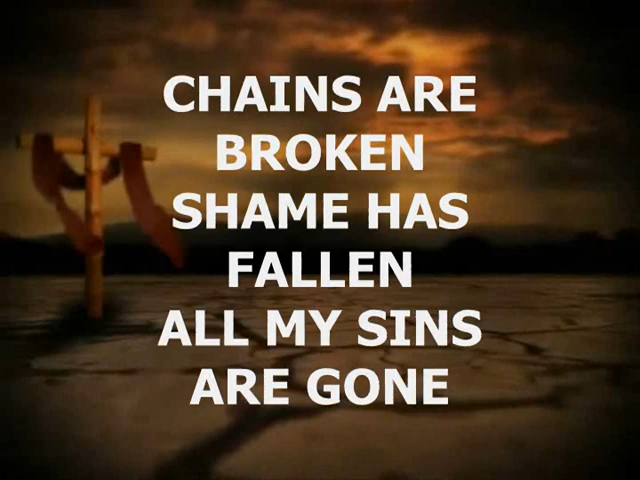 CHAINS ARE
BROKEN
SHAME HAS
FALLEN
ALL MY SINS
ARE GONE